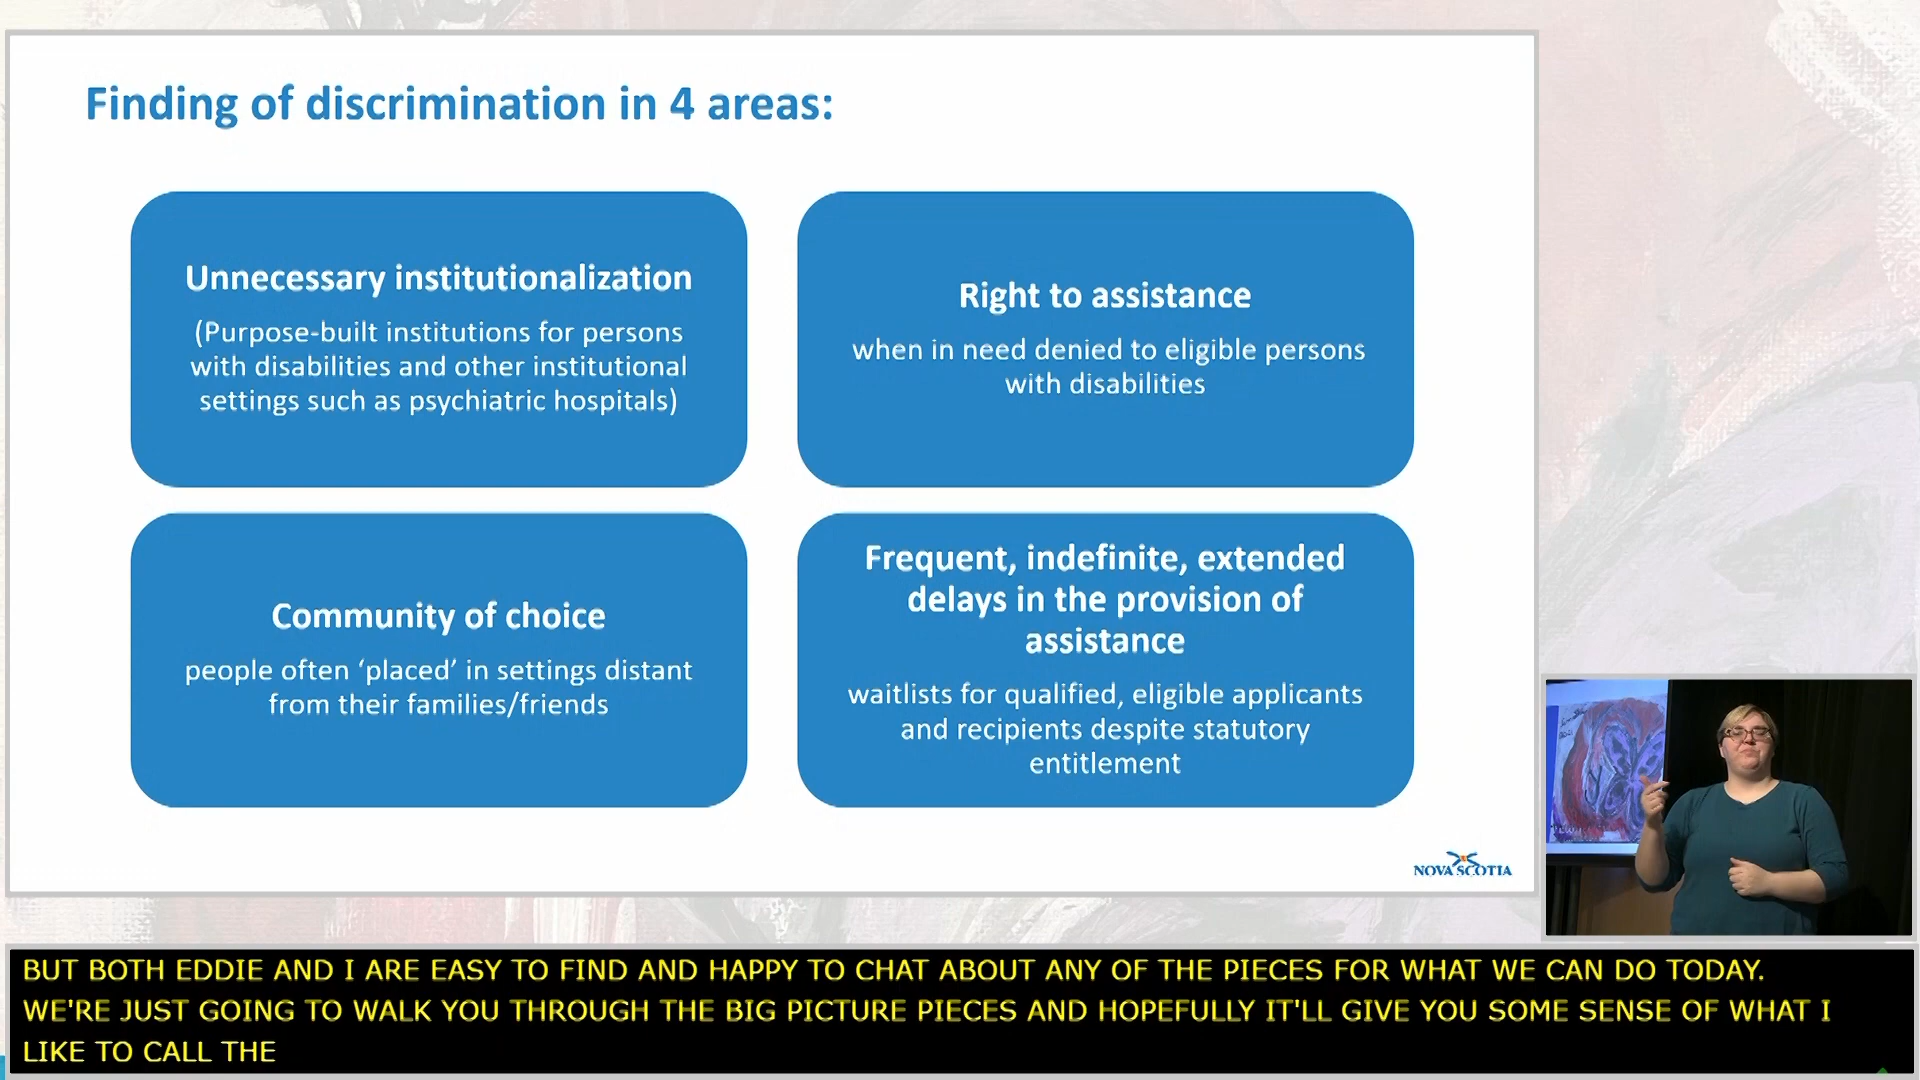 Finding of discrimination in 4 areas:
Unnecessary institutionalization
(Purpose-built institutions for persons
with disabilities and other institutional
settings such as psychiatric hospitals)
Right to assistance
when in need denied to eligible persons
with disabilities
Community of choice
people often ‘placed’ in settings distant
from their families/friends
Frequent, indefinite, extended
delays in the provision of
assistance
waitlists for qualified, eligible applicants
and recipients despite statutory
entitlement
NOVA SCOTIA
BUT BOTH EDDIE AND I ARE EASY TO FIND AND HAPPY TO CHAT ABOUT ANY OF THE PIECES FOR WHAT WE CAN DO TODAY.
WE'RE JUST GOING TO WALK YOU THROUGH THE BIG PICTURE PIECES AND HOPEFULLY IT'LL GIVE YOU SOME SENSE OF WHAT I
LIKE TO CALL THE